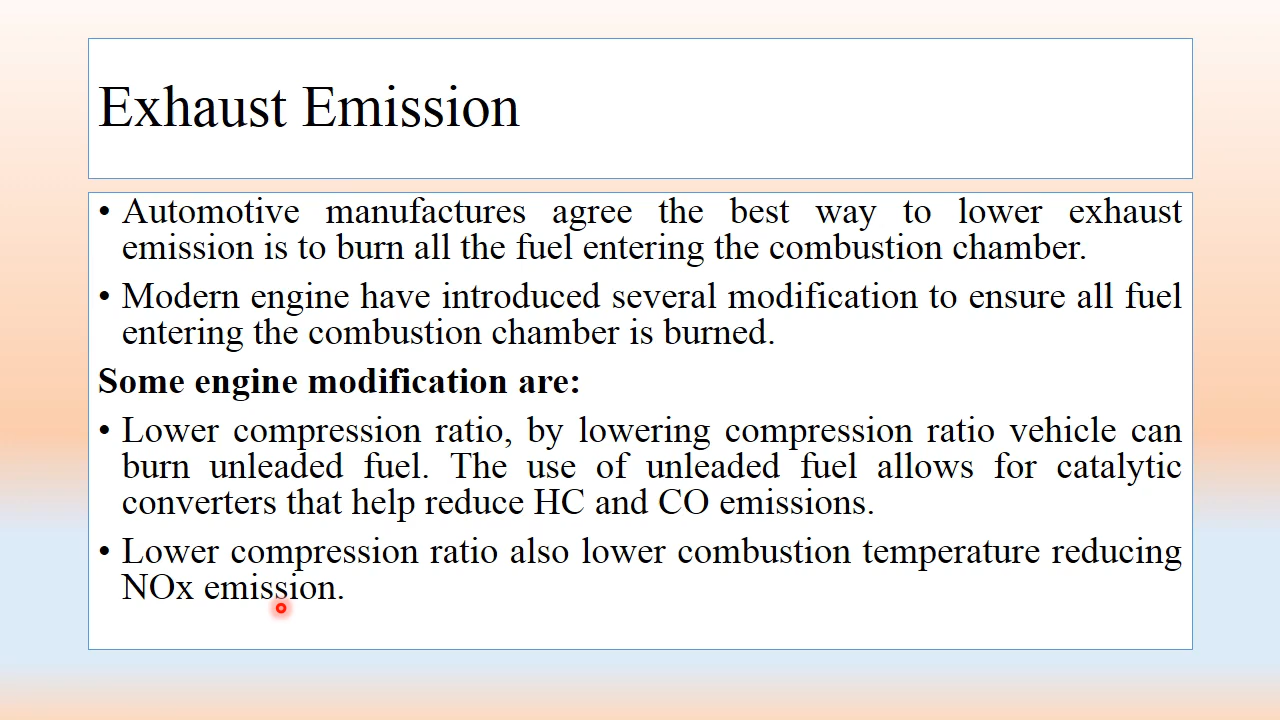 Exhaust Emission
• Automotive manufactures agree the best way to lower exhaust
emission is to burn all the fuel entering the combustion chamber.
• Modern engine have introduced several modification to ensure all fuel
entering the combustion chamber is burned.
Some engine modification are:
• Lower compression ratio, by lowering compression ratio vehicle can
burn unleaded fuel. The use of unleaded fuel allows for catalytic
converters that help reduce HC and CO emissions.
• Lower compression ratio also lower combustion temperature reducing
NOx emission.